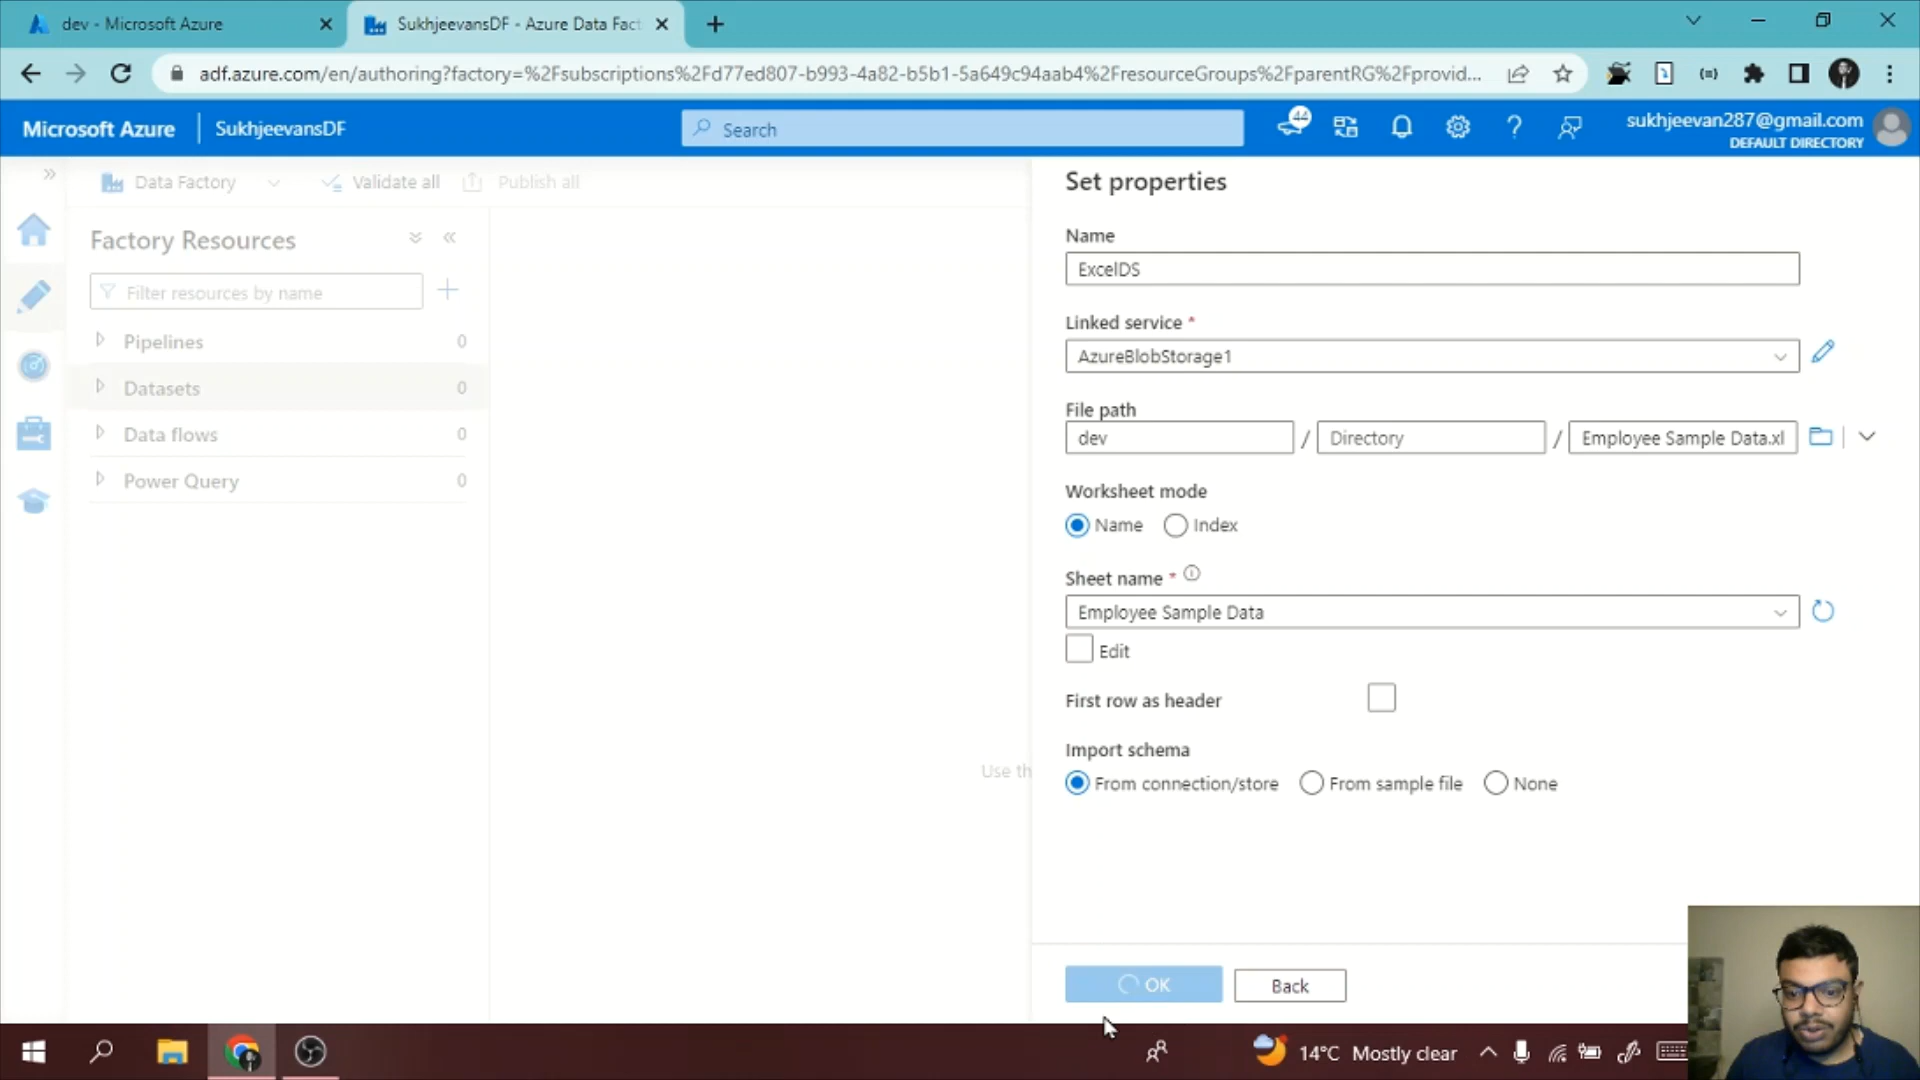 dev - Microsoft Azure
SukhjeevansDF - Azure Data Fact
adf.azure.com/en/authoring?factory=%2Fsubscriptions%2Fd77ed807-b993-4a82-b5b1-5a649c94aab4%2FresourceGroups%2FparentRG%2Fprovid...
Microsoft Azure
SukhjeevansDF
Search
44
sukhjeevan287@gmail.com
DEFAULT DIRECTORY
Data Factory
Validate all
Publish all
Factory Resources
Filter resources by name
Pipelines 0
Datasets 0
Data flows 0
Power Query 0
Use th
Set properties
Name
ExcelDS
Linked service *
AzureBlobStorage1
File path
dev / Directory / Employee Sample Data.xl
Worksheet mode
Name Index
Sheet name *
Employee Sample Data
Edit
First row as header
Import schema
From connection/store From sample file None
OK Back
14°C Mostly clear